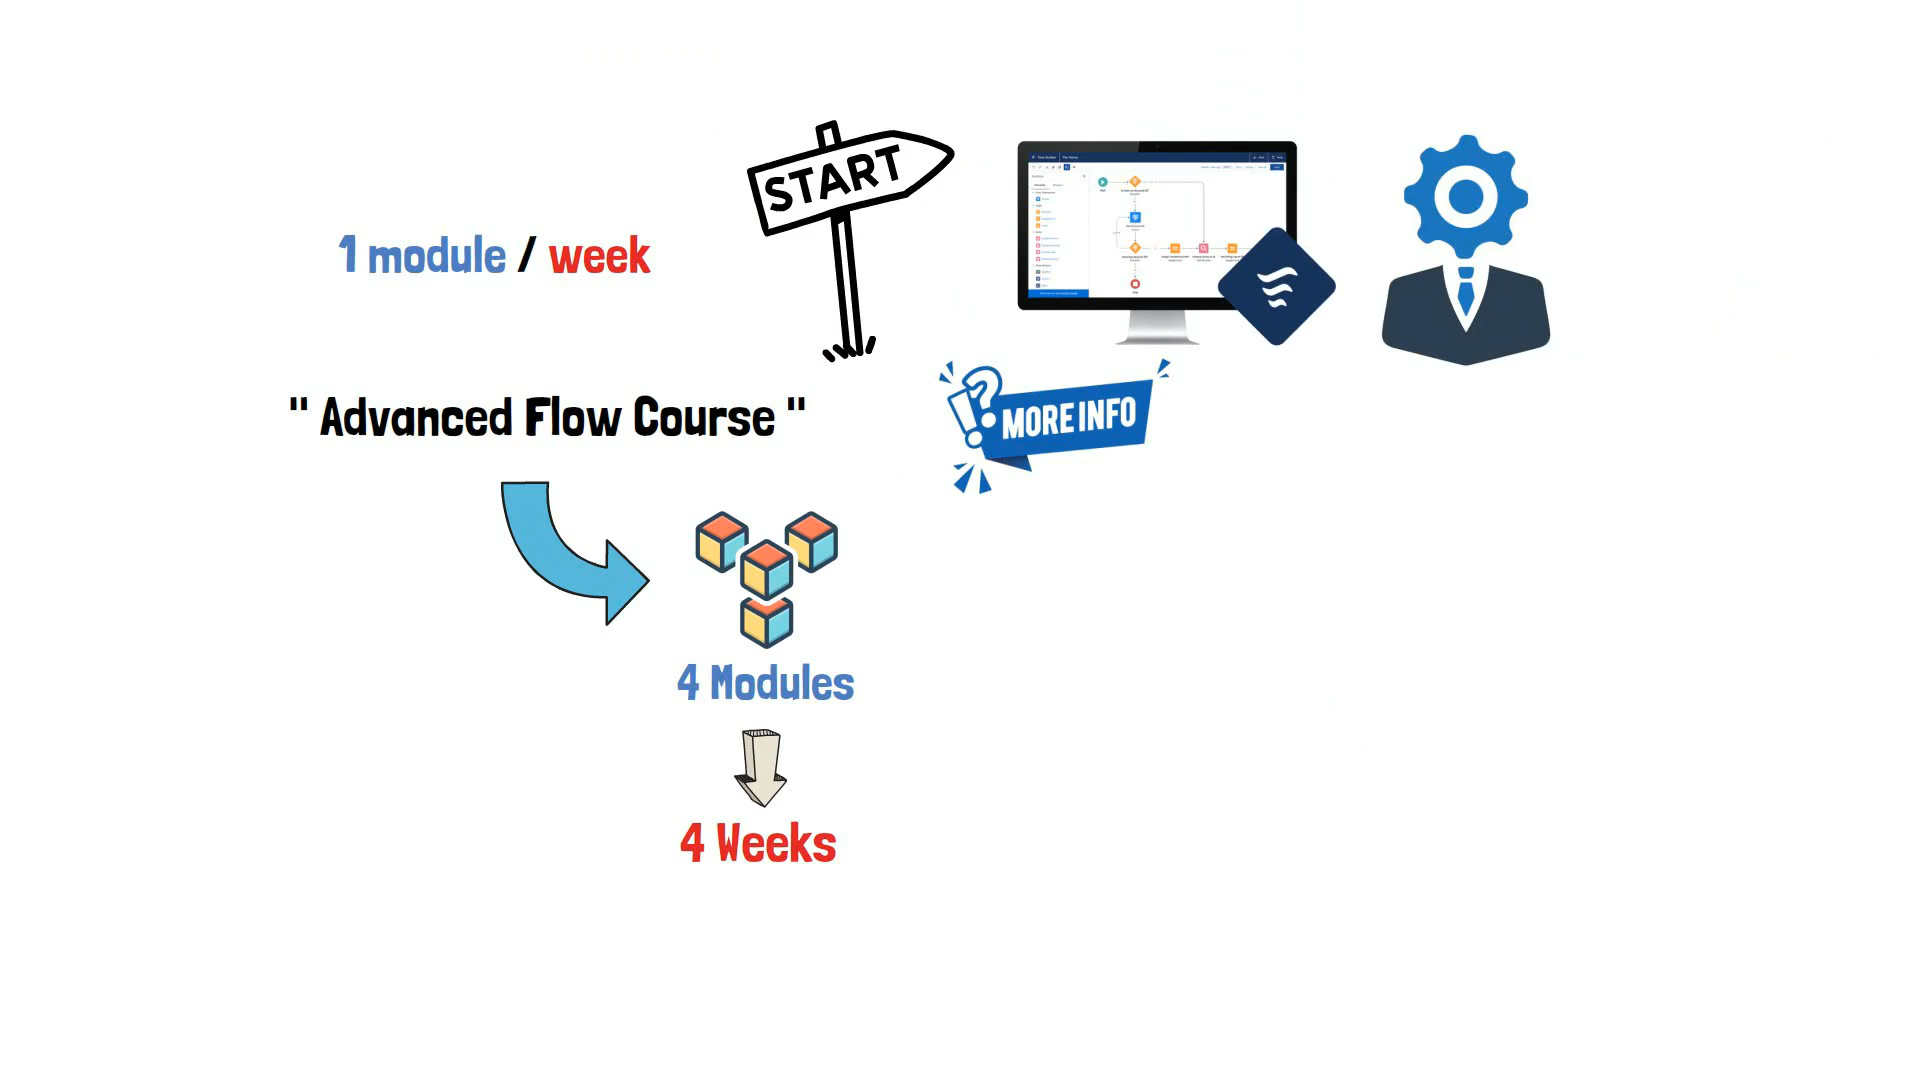 START
1 module / week
" Advanced Flow Course "
MORE INFO
4 Modules
4 Weeks